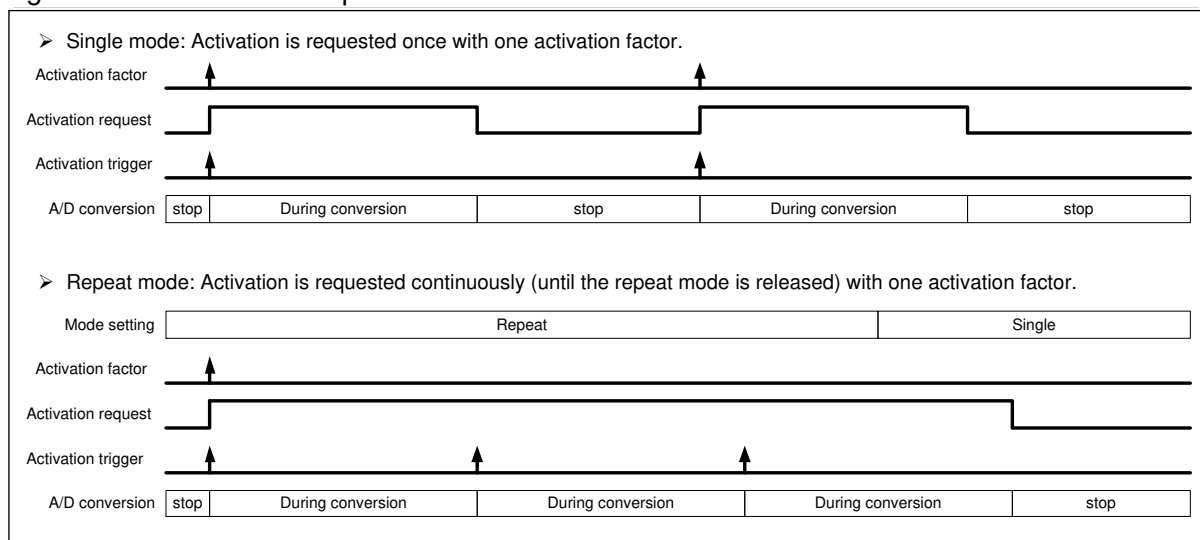 ➢ Single mode: Activation is requested once with one activation factor.
Activation factor
Activation request
Activation trigger
A/D conversion stop During conversion stop During conversion stop
➢ Repeat mode: Activation is requested continuously (until the repeat mode is released) with one activation factor.
Mode setting Repeat Single
Activation factor
Activation request
Activation trigger
A/D conversion stop During conversion During conversion During conversion stop